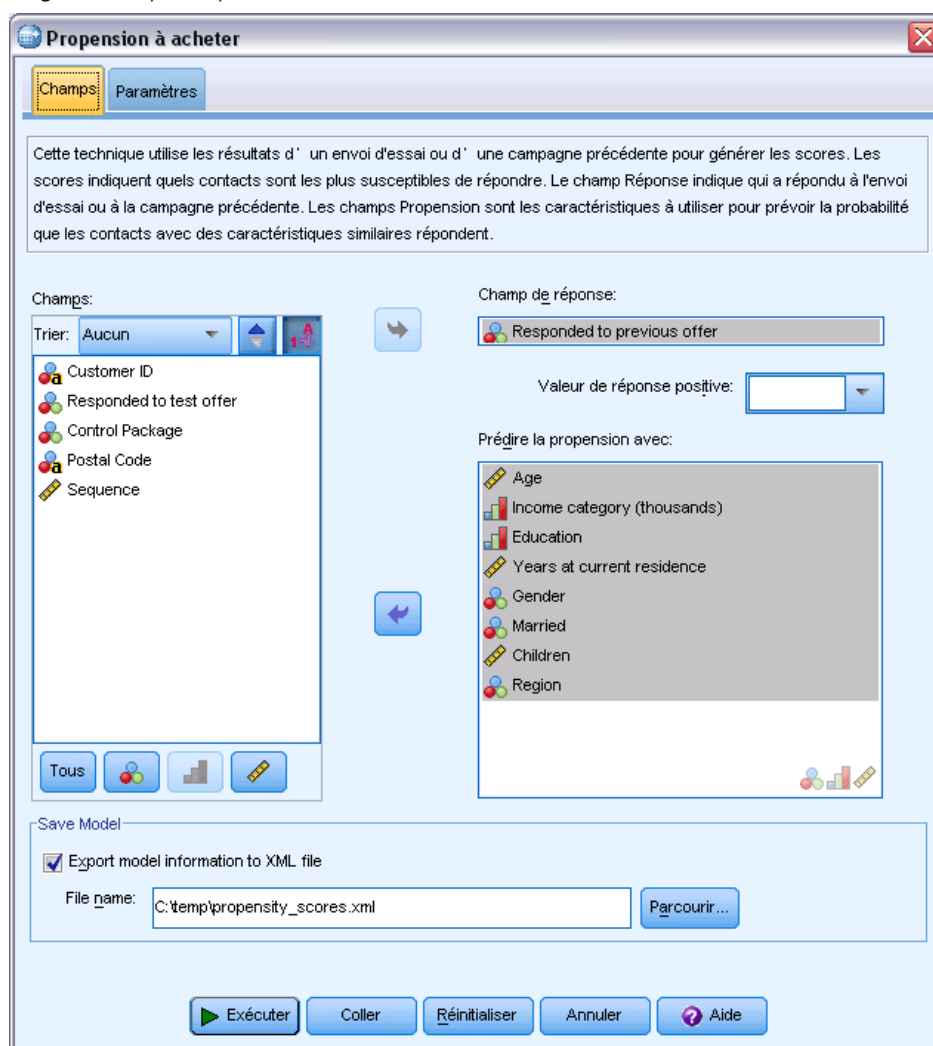 Propension à acheter
Champs
Paramètres
Cette technique utilise les résultats d' un envoi d'essai ou d' une campagne précédente pour générer les scores. Les
scores indiquent quels contacts sont les plus susceptibles de répondre. Le champ Réponse indique qui a répondu à l'envoi
d'essai ou à la campagne précédente. Les champs Propension sont les caractéristiques à utiliser pour prévoir la probabilité
que les contacts avec des caractéristiques similaires répondent.
Champs:
Trier: Aucun
Customer ID
Responded to test offer
Control Package
Postal Code
Sequence
Tous
Champ de réponse:
Responded to previous offer
Valeur de réponse positive:
Prédire la propension avec:
Age
Income category (thousands)
Education
Years at current residence
Gender
Married
Children
Region
Save Model
Export model information to XML file
File name: C:\temp\propensity_scores.xml
Parcourir...
Exécuter
Coller
Réinitialiser
Annuler
Aide